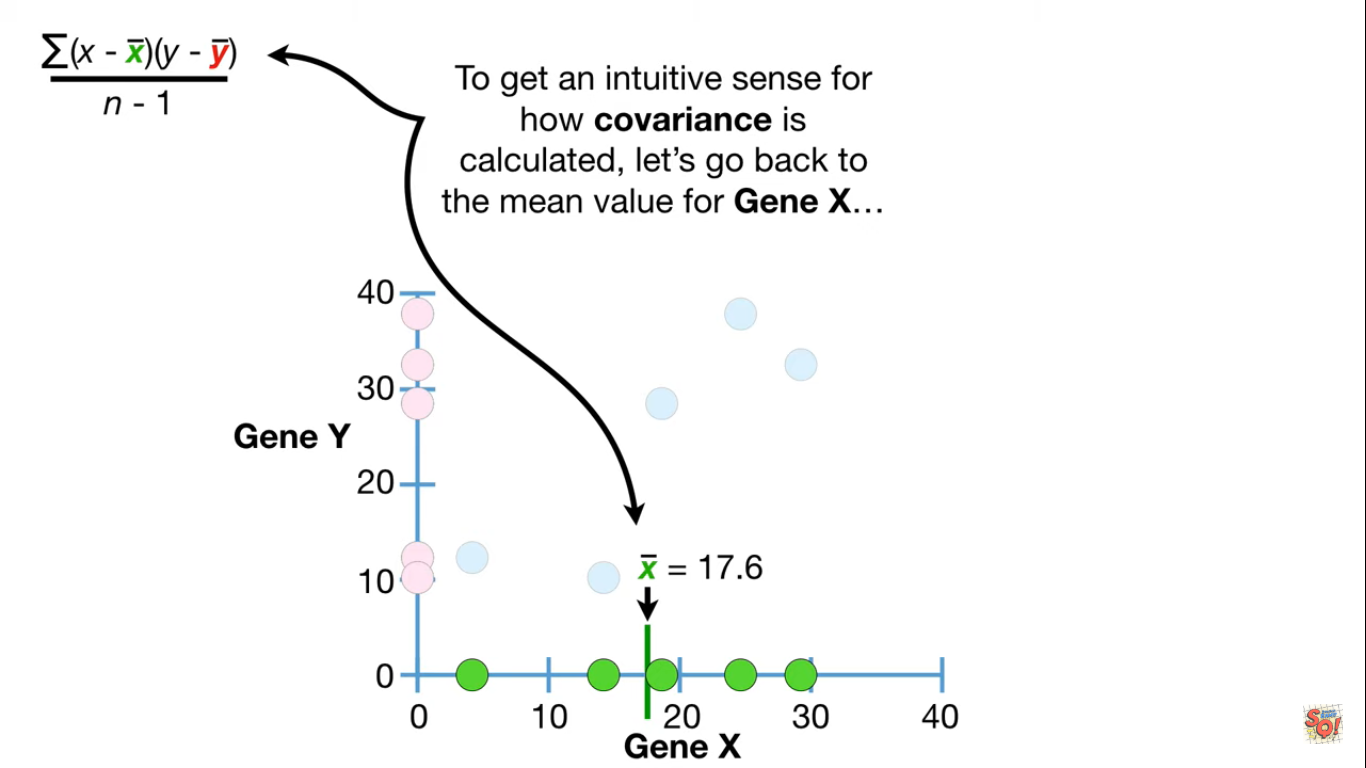 ∑(x - x̄)(y - ȳ)
n - 1
To get an intuitive sense for
how covariance is
calculated, let’s go back to
the mean value for Gene X…
40
30
Gene Y
20
10
x̄ = 17.6
0
0 10 20 30 40
Gene X
SQ!